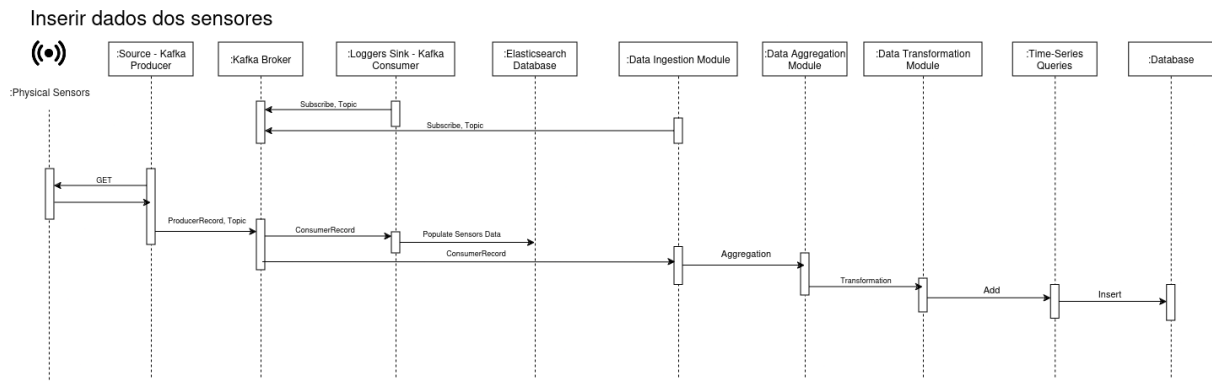 Inserir dados dos sensores
:Physical Sensors
:Source - Kafka
Producer
:Kafka Broker
:Loggers Sink - Kafka
Consumer
:Elasticsearch
Database
:Data Ingestion Module
:Data Aggregation
Module
:Data Transformation
Module
:Time-Series
Queries
:Database
Subscribe, Topic
Subscribe, Topic
GET
ProducerRecord, Topic
ConsumerRecord
Populate Sensors Data
ConsumerRecord
Aggregation
Transformation
Add
Insert